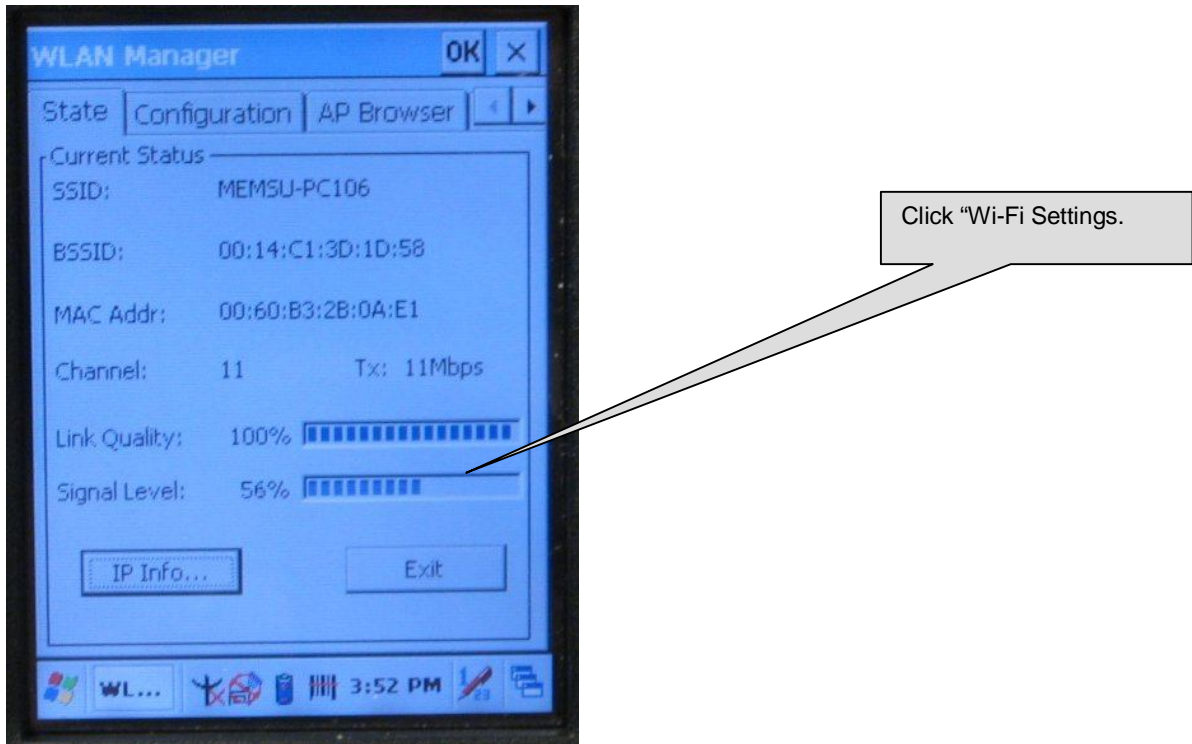 WLAN Manager OK ×
State Configuration AP Browser
Current Status
SSID: MEMSU-PC106
BSSID: 00:14:C1:3D:1D:58
MAC Addr: 00:60:B3:2B:0A:E1
Channel: 11 Tx: 11Mbps
Link Quality: 100%
Signal Level: 56%
IP Info... Exit
WL... 3:52 PM 1 23
Click “Wi-Fi Settings.